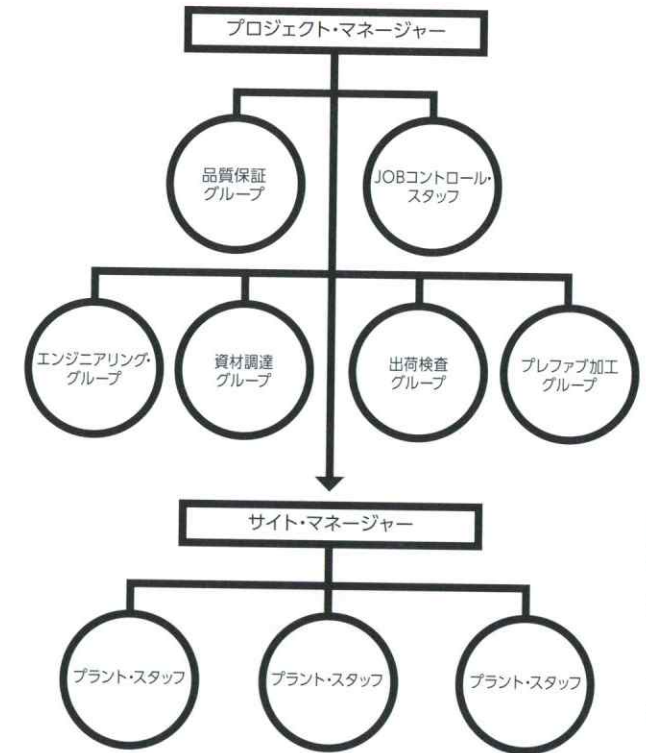 プロジェクト・マネージャー
品質保証
グループ
JOBコントロール・
スタッフ
エンジニアリング・
グループ
資材調達
グループ
出荷検査
グループ
プレファブ加工
グループ
サイト・マネージャー
プラント・スタッフ
プラント・スタッフ
プラント・スタッフ